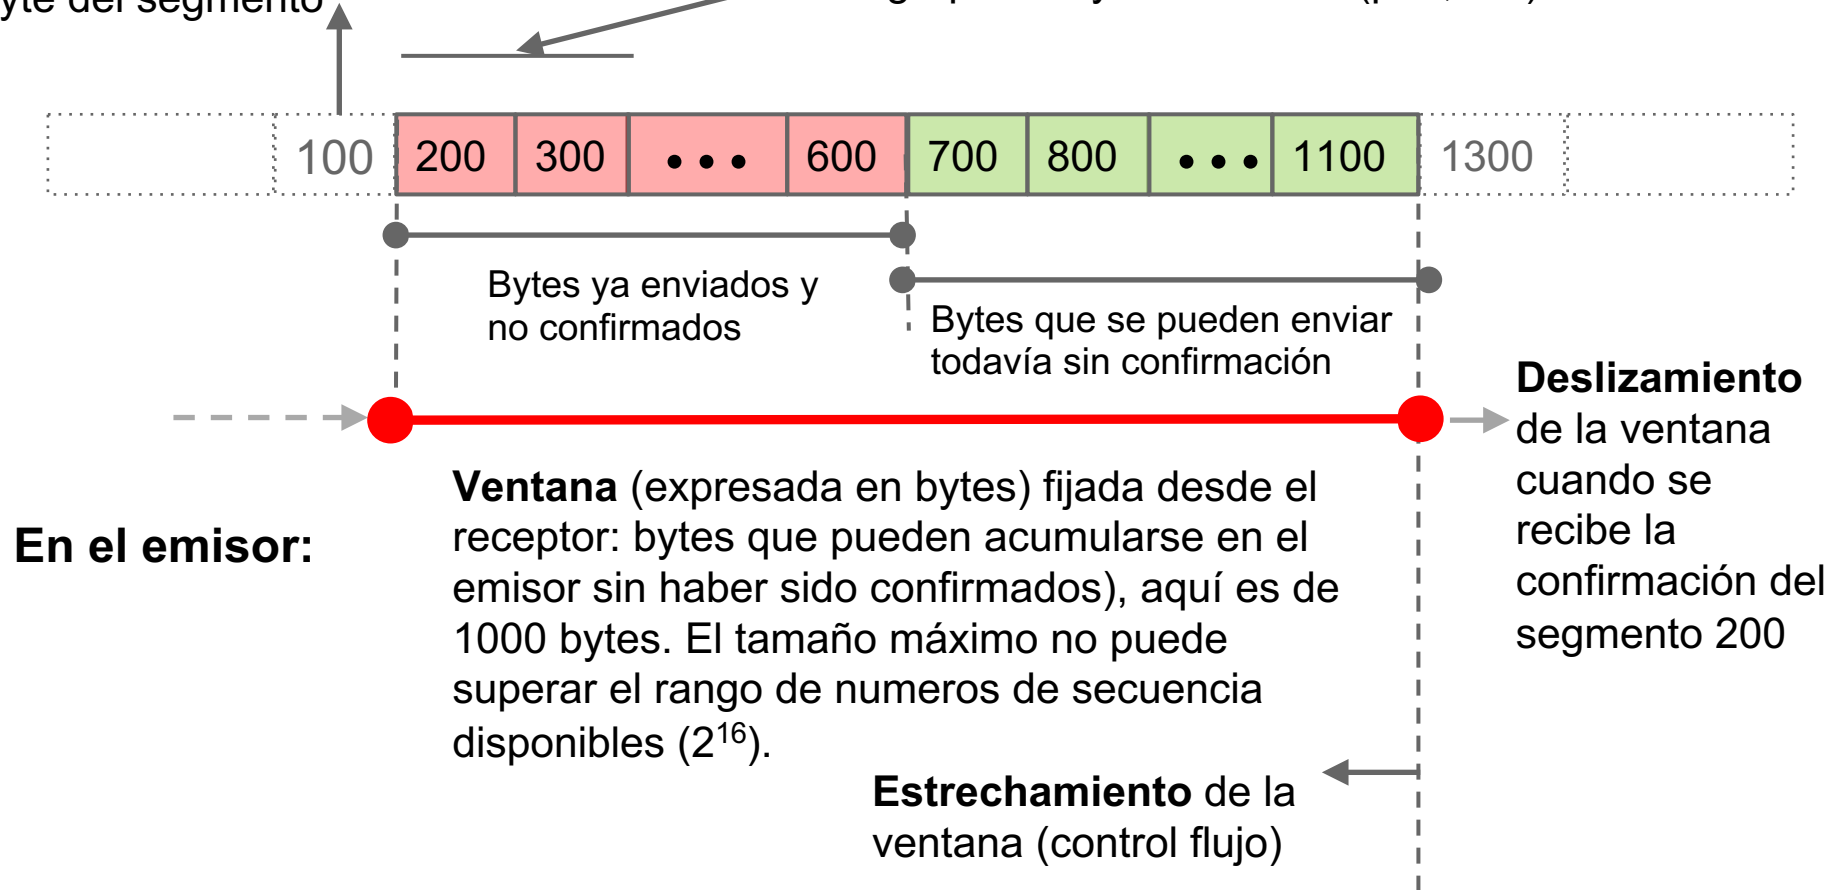 byte del segmento
100 200 300 ... 600 700 800 ... 1100 1300
Bytes ya enviados y
no confirmados
Bytes que se pueden enviar
todavía sin confirmación
Deslizamiento
de la ventana
cuando se
recibe la
confirmación del
segmento 200
En el emisor:
Ventana (expresada en bytes) fijada desde el
receptor: bytes que pueden acumularse en el
emisor sin haber sido confirmados), aquí es de
1000 bytes. El tamaño máximo no puede
superar el rango de numeros de secuencia
disponibles (2¹⁶).
Estrechamiento de la
ventana (control flujo)